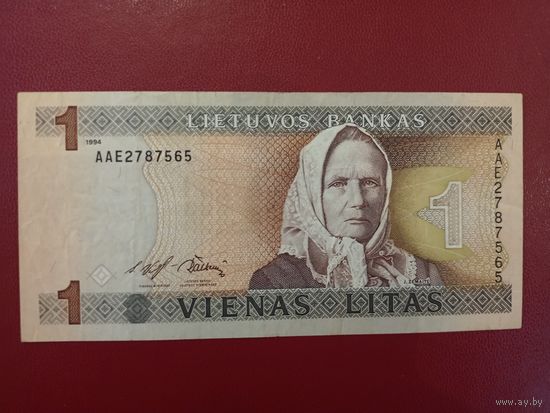 1
LIETUVOS BANKAS
1994
AAE2787565
AAE2787565
1
1
VIENAS LITAS
www.ay.by